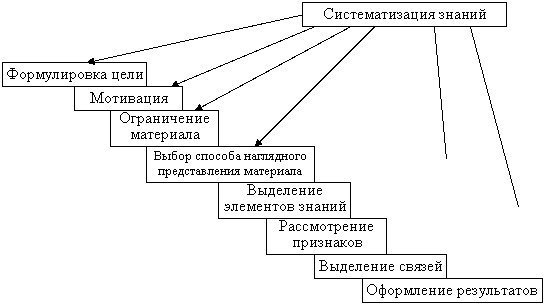 Систематизация знаний
Формулировка цели
Мотивация
Ограничение
материала
Выбор способа наглядного
представления материала
Выделение
элементов знаний
Рассмотрение
признаков
Выделение связей
Оформление результатов